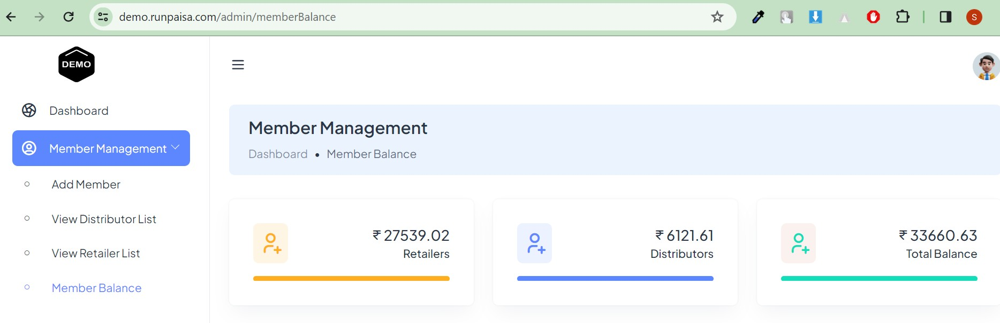 demo.runpaisa.com/admin/memberBalance
S
DEMO
Dashboard
Member Management
Add Member
View Distributor List
View Retailer List
Member Balance
Member Management
Dashboard • Member Balance
₹ 27539.02
Retailers
₹ 6121.61
Distributors
₹ 33660.63
Total Balance